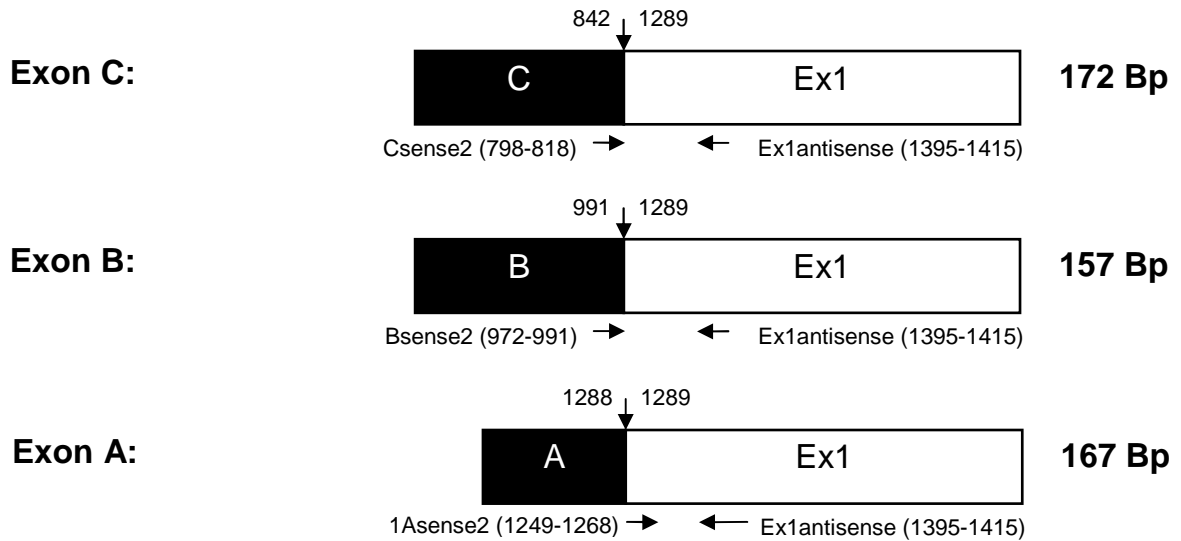 842 1289
Exon C: C Ex1 172 Bp
Csense2 (798-818) Ex1antisense (1395-1415)
991 1289
Exon B: B Ex1 157 Bp
Bsense2 (972-991) Ex1antisense (1395-1415)
1288 1289
Exon A: A Ex1 167 Bp
1Asense2 (1249-1268) Ex1antisense (1395-1415)